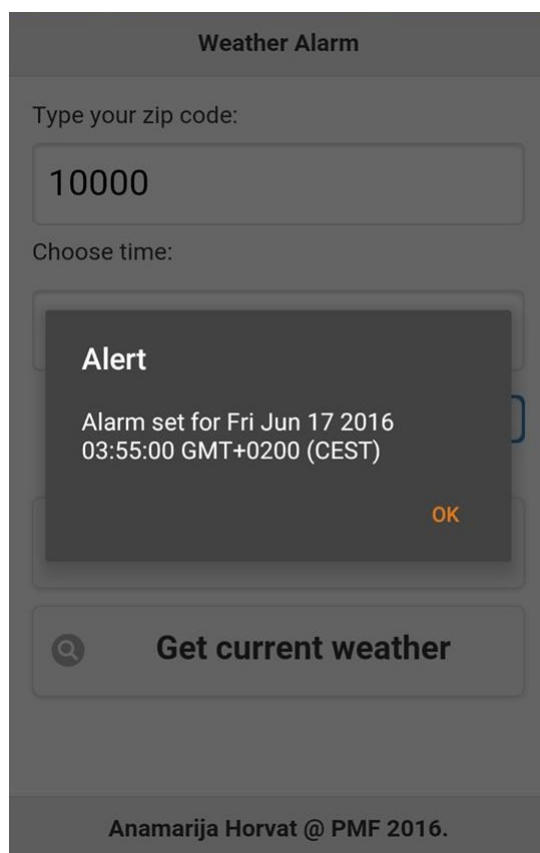 Weather Alarm
Type your zip code:
10000
Choose time:
Alert
Alarm set for Fri Jun 17 2016
03:55:00 GMT+0200 (CEST)
OK
Get current weather
Anamarija Horvat @ PMF 2016.